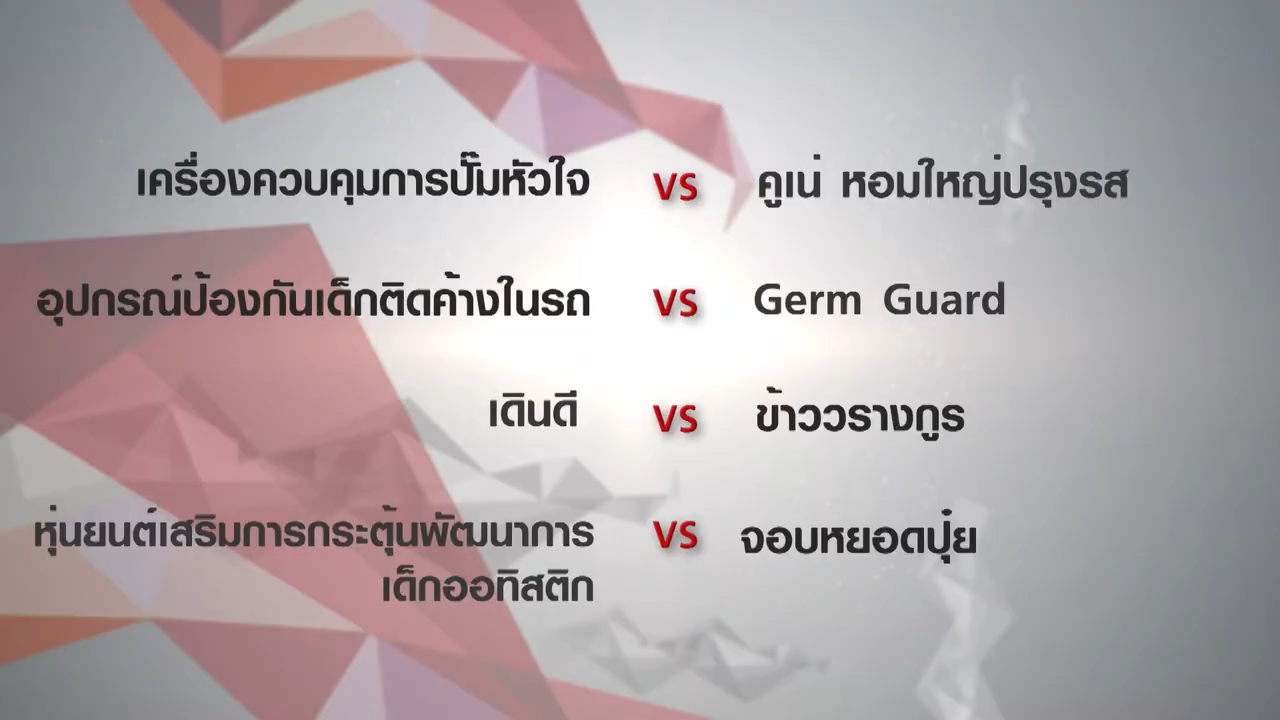 เครื่องควบคุมการปั๊มหัวใจ VS คูเน่ หอมใหญ่ปรุงรส
อุปกรณ์ป้องกันเด็กติดค้างในรถ VS Germ Guard
เดินดี VS ข้าววรางกูร
หุ่นยนต์เสริมการกระตุ้นพัฒนาการ VS จอบหยอดปุ๋ย
เด็กออทิสติก